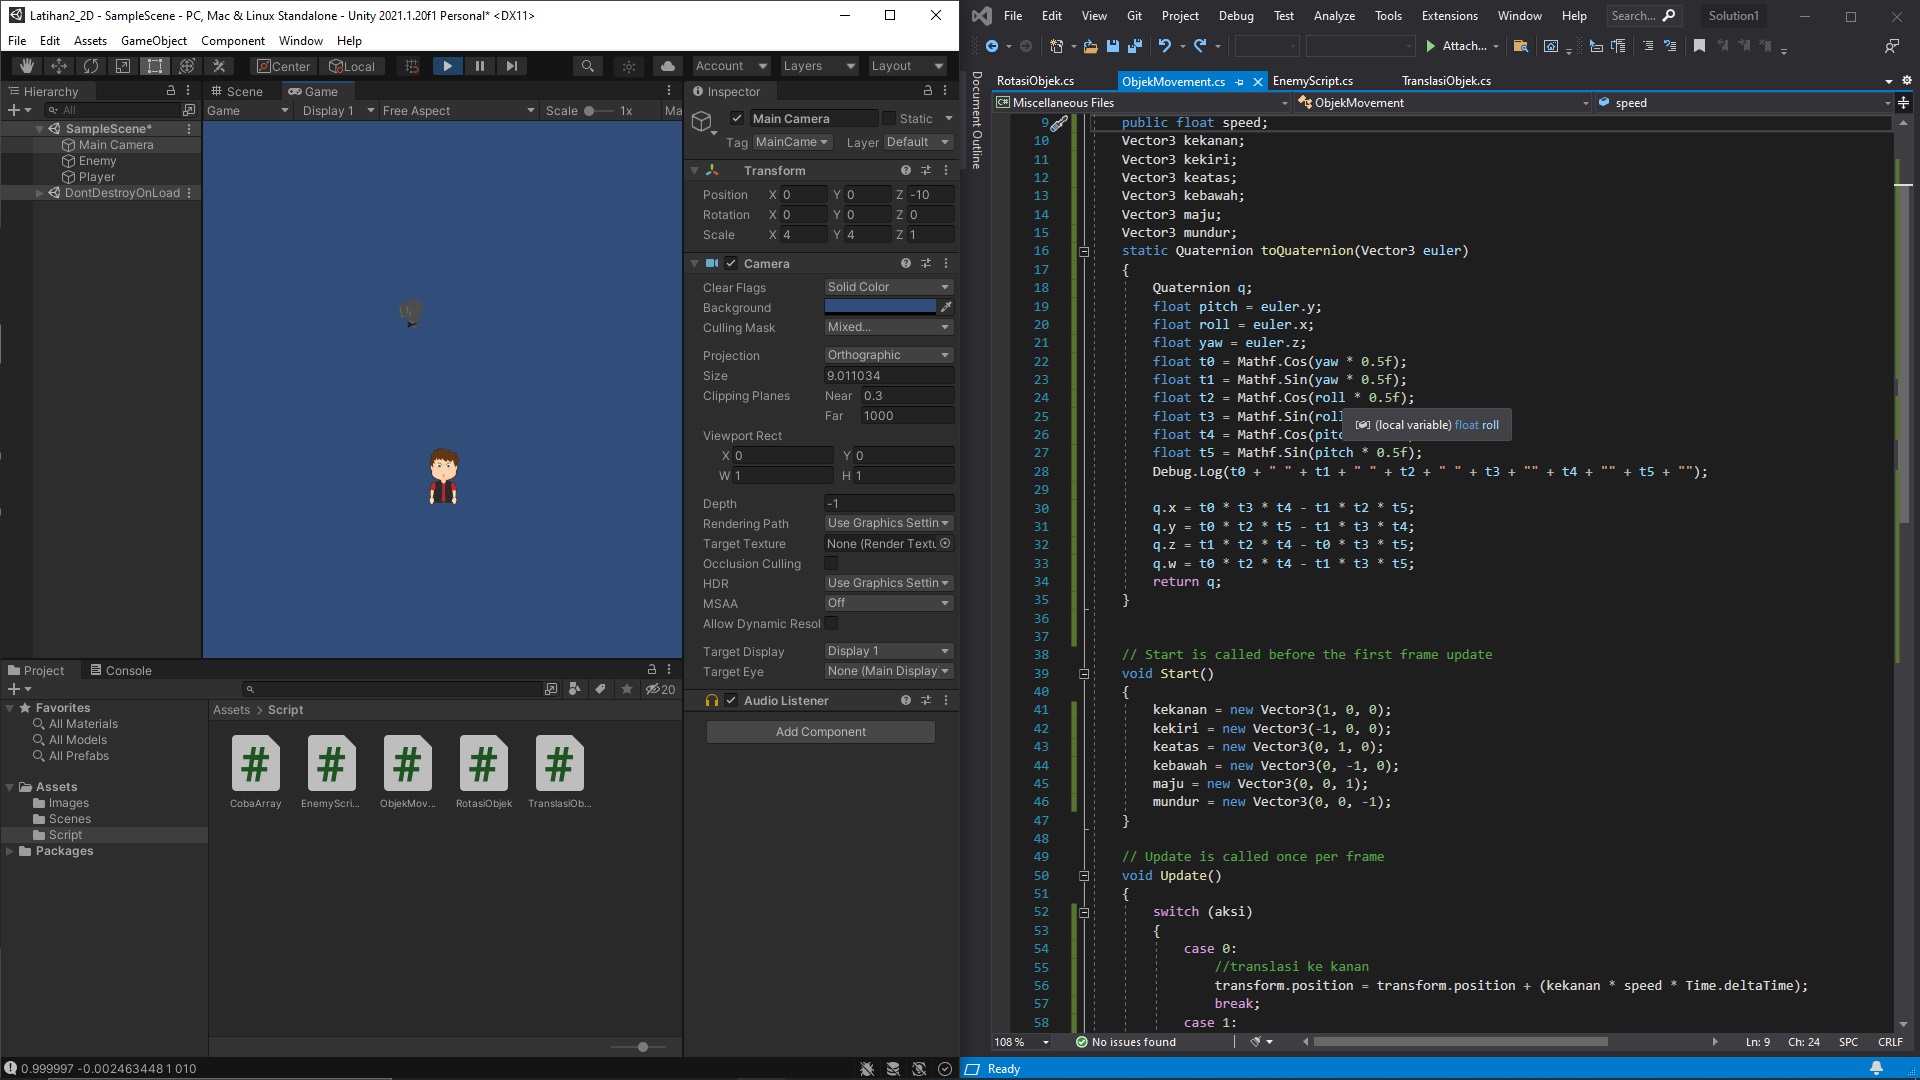 Latihan2_2D - SampleScene - PC, Mac & Linux Standalone - Unity 2021.1.20f1 Personal* <DX11>
File Edit Assets GameObject Component Window Help
Center Local Account Layers Layout
Hierarchy
All
SampleScene*
Main Camera
Enemy
Player
DontDestroyOnLoad
Scene Game
Game Display 1 Free Aspect Scale 1x Ma
Inspector
Main Camera Static
Tag MainCame Layer Default
Transform
Position X 0 Y 0 Z -10
Rotation X 0 Y 0 Z 0
Scale X 4 Y 4 Z 1
Camera
Clear Flags Solid Color
Background
Culling Mask Mixed...
Projection Orthographic
Size 9.011034
Clipping Planes Near 0.3
Far 1000
Viewport Rect
X 0 Y 0
W 1 H 1
Depth -1
Rendering Path Use Graphics Settin
Target Texture None (Render Textu
Occlusion Culling
HDR Use Graphics Settin
MSAA Off
Allow Dynamic Resol
Target Display Display 1
Target Eye None (Main Display)
Audio Listener
Add Component
Project Console
20
Favorites
All Materials
All Models
All Prefabs
Assets
Images
Scenes
Script
Packages
Assets > Script
CobaArray EnemyScri... ObjekMov... RotasiObjek TranslasiOb...
0.999997 -0.002463448 1 010
File Edit View Git Project Debug Test Analyze Tools Extensions Window Help Search... Solution1
Attach...
Document Outline
RotasiObjek.cs ObjekMovement.cs EnemyScript.cs TranslasiObjek.cs
C# Miscellaneous Files ObjekMovement speed
9 public float speed;
10 Vector3 kekanan;
11 Vector3 kekiri;
12 Vector3 keatas;
13 Vector3 kebawah;
14 Vector3 maju;
15 Vector3 mundur;
16 static Quaternion toQuaternion(Vector3 euler)
17 {
18 Quaternion q;
19 float pitch = euler.y;
20 float roll = euler.x;
21 float yaw = euler.z;
22 float t0 = Mathf.Cos(yaw * 0.5f);
23 float t1 = Mathf.Sin(yaw * 0.5f);
24 float t2 = Mathf.Cos(roll * 0.5f);
25 float t3 = Mathf.Sin(roll
(local variable) float roll
26 float t4 = Mathf.Cos(pitc
27 float t5 = Mathf.Sin(pitch * 0.5f);
28 Debug.Log(t0 + " " + t1 + " " + t2 + " " + t3 + "" + t4 + "" + t5 + "");
29
30 q.x = t0 * t3 * t4 - t1 * t2 * t5;
31 q.y = t0 * t2 * t5 - t1 * t3 * t4;
32 q.z = t1 * t2 * t4 - t0 * t3 * t5;
33 q.w = t0 * t2 * t4 - t1 * t3 * t5;
34 return q;
35 }
36
37
38 // Start is called before the first frame update
39 void Start()
40 {
41 kekanan = new Vector3(1, 0, 0);
42 kekiri = new Vector3(-1, 0, 0);
43 keatas = new Vector3(0, 1, 0);
44 kebawah = new Vector3(0, -1, 0);
45 maju = new Vector3(0, 0, 1);
46 mundur = new Vector3(0, 0, -1);
47 }
48
49 // Update is called once per frame
50 void Update()
51 {
52 switch (aksi)
53 {
54 case 0:
55 //translasi ke kanan
56 transform.position = transform.position + (kekanan * speed * Time.deltaTime);
57 break;
58 case 1:
108 % No issues found Ln: 9 Ch: 24 SPC CRLF
Ready